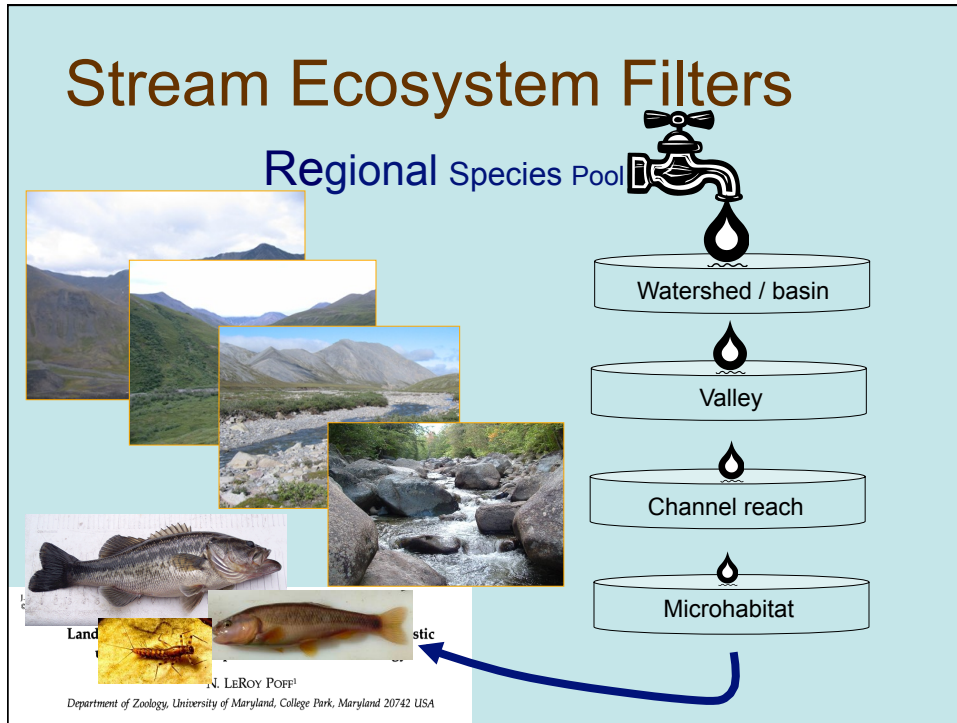 Stream Ecosystem Filters
Regional Species Pool
Watershed / basin
Valley
Channel reach
Microhabitat
Land stic
N. LEROY POFF¹
Department of Zoology, University of Maryland, College Park, Maryland 20742 USA